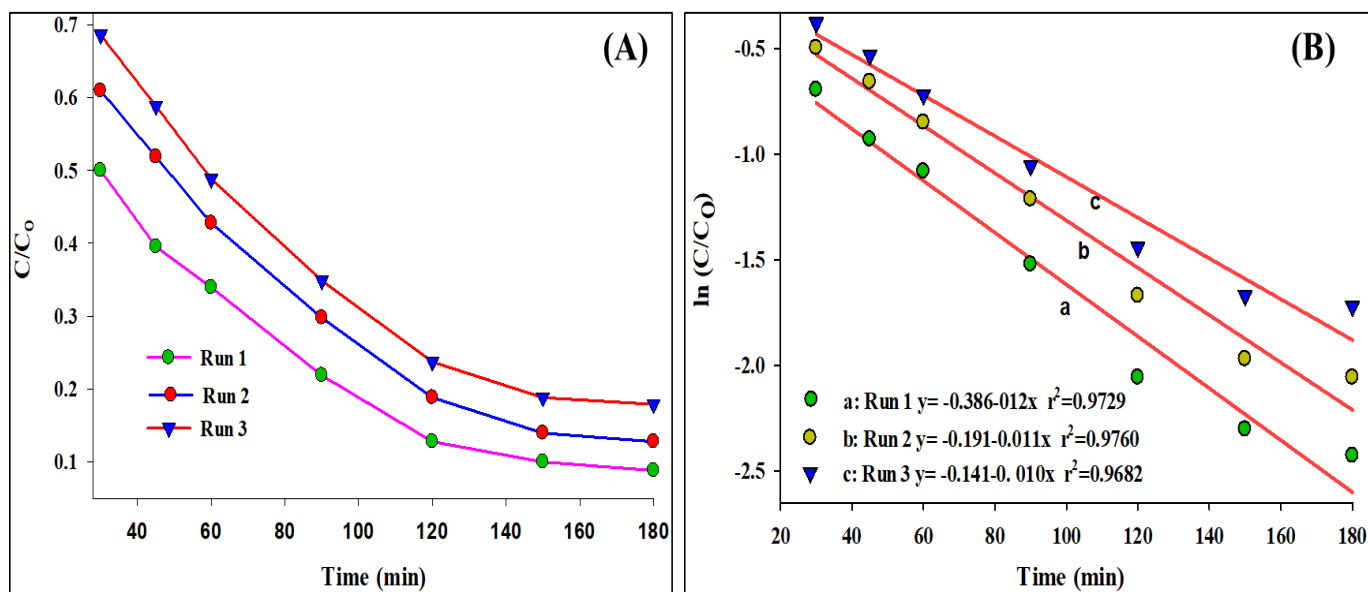 (A)
C/Co
0.7
0.6
0.5
0.4
0.3
0.2
0.1
Run 1
Run 2
Run 3
40 60 80 100 120 140 160 180
Time (min)
(B)
ln (C/CO)
-0.5
-1.0
-1.5
-2.0
-2.5
c
b
a
a: Run 1 y= -0.386-012x r²=0.9729
b: Run 2 y= -0.191-0.011x r²=0.9760
c: Run 3 y= -0.141-0. 010x r²=0.9682
20 40 60 80 100 120 140 160 180
Time (min)